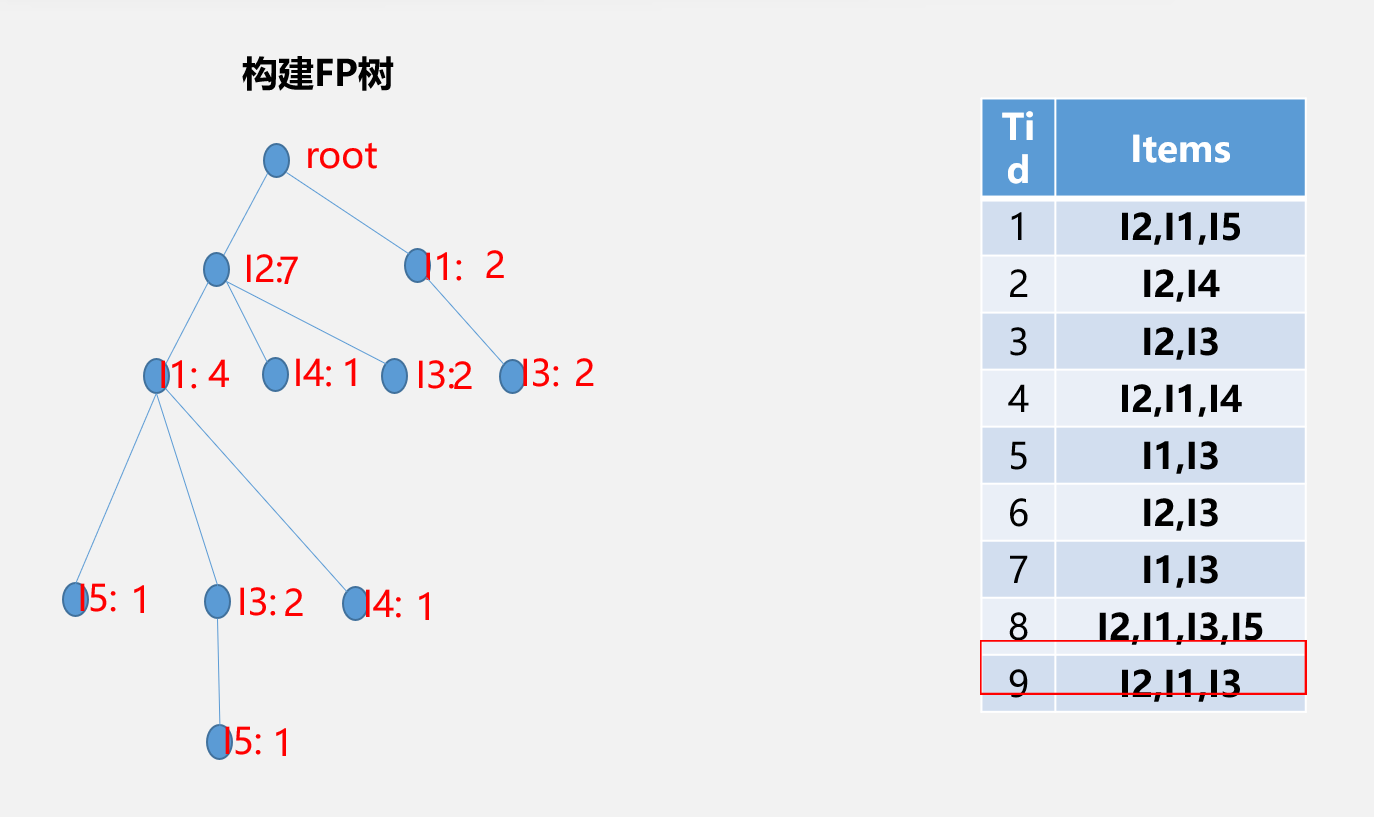 构建FP树
root
I2:7
I1: 2
I1: 4
I4: 1
I3:2
I3: 2
I5: 1
I3: 2
I4: 1
I5: 1
Ti
d
Items
1 I2,I1,I5
2 I2,I4
3 I2,I3
4 I2,I1,I4
5 I1,I3
6 I2,I3
7 I1,I3
8 I2,I1,I3,I5
9 I2,I1,I3